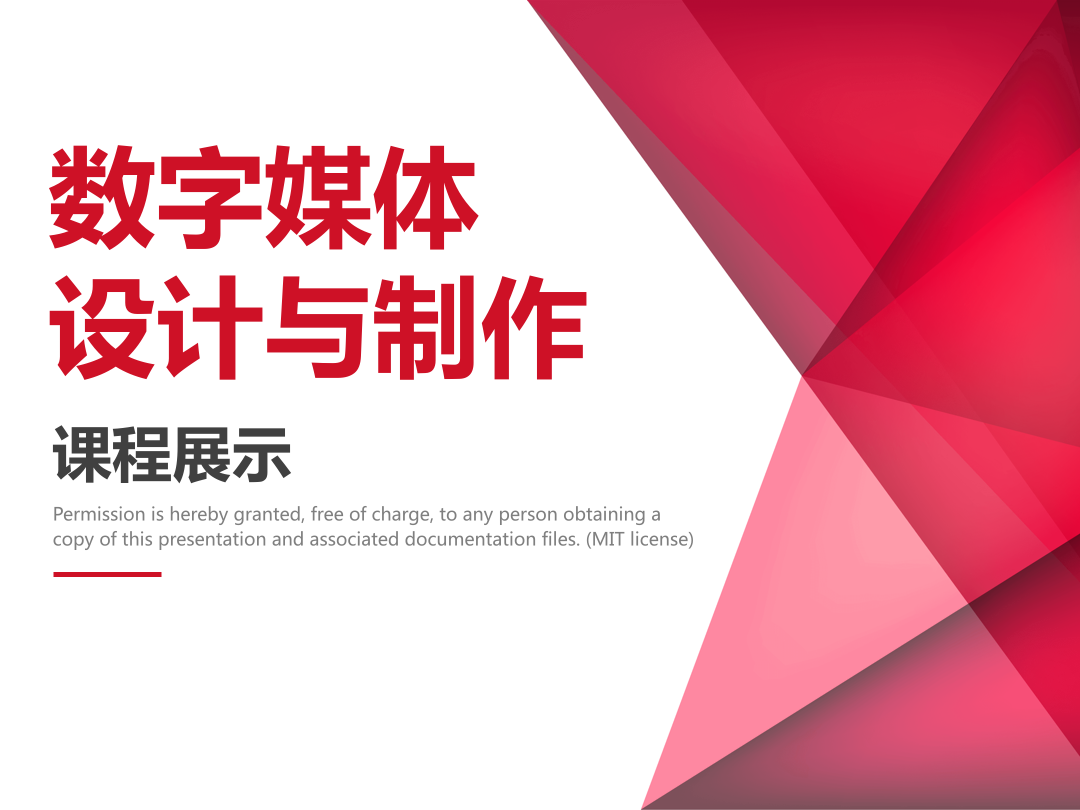 数字媒体
设计与制作
课程展示
Permission is hereby granted, free of charge, to any person obtaining a
copy of this presentation and associated documentation files. (MIT license)